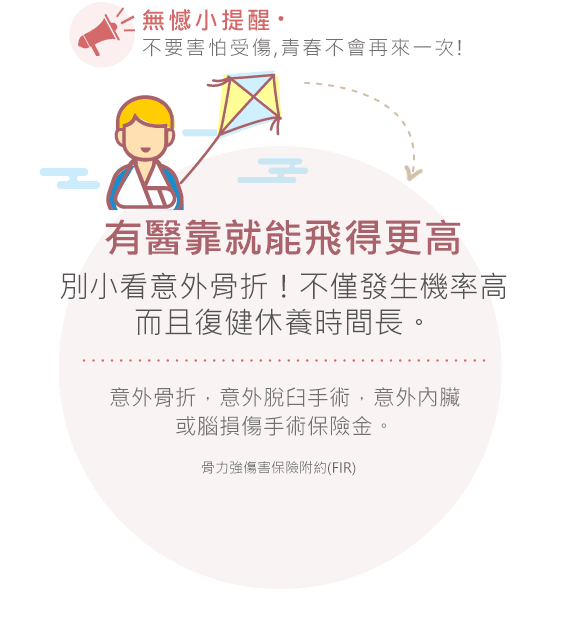 無憾小提醒•
不要害怕受傷,青春不會再來一次!
有醫靠就能飛得更高
別小看意外骨折！不僅發生機率高
而且復健休養時間長。
意外骨折，意外脫臼手術，意外內臟
或腦損傷手術保險金。
骨力強傷害保險附約(FIR)